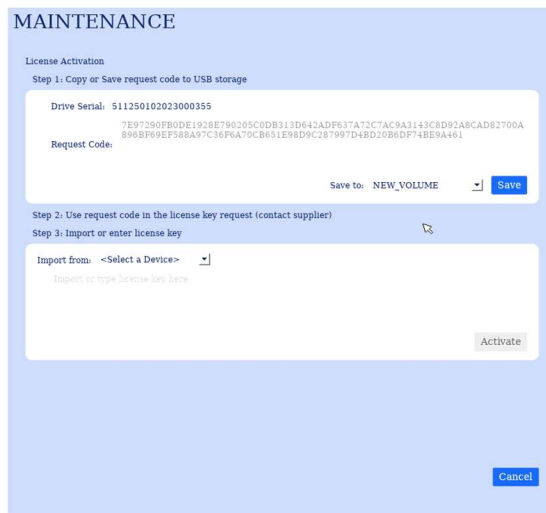 MAINTENANCE
License Activation
Step 1: Copy or Save request code to USB storage
Drive Serial: 511250102023000355
7E97290FB0DE1928E790205C0DB313D642ADF637A72C7AC9A3143C8D92A8CAD82700A
896BF69EF588A97C36F6A70CB651E98D9C287997D4BD20B6DF74BE9A461
Request Code:
Save to: NEW_VOLUME Save
Step 2: Use request code in the license key request (contact supplier)
Step 3: Import or enter license key
Import from: <Select a Device>
Import or type license key here
Activate
Cancel